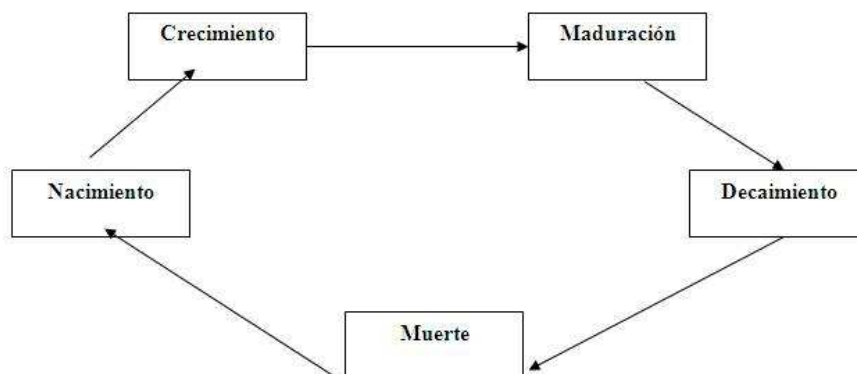 Crecimiento
Maduración
Nacimiento
Decaimiento
Muerte